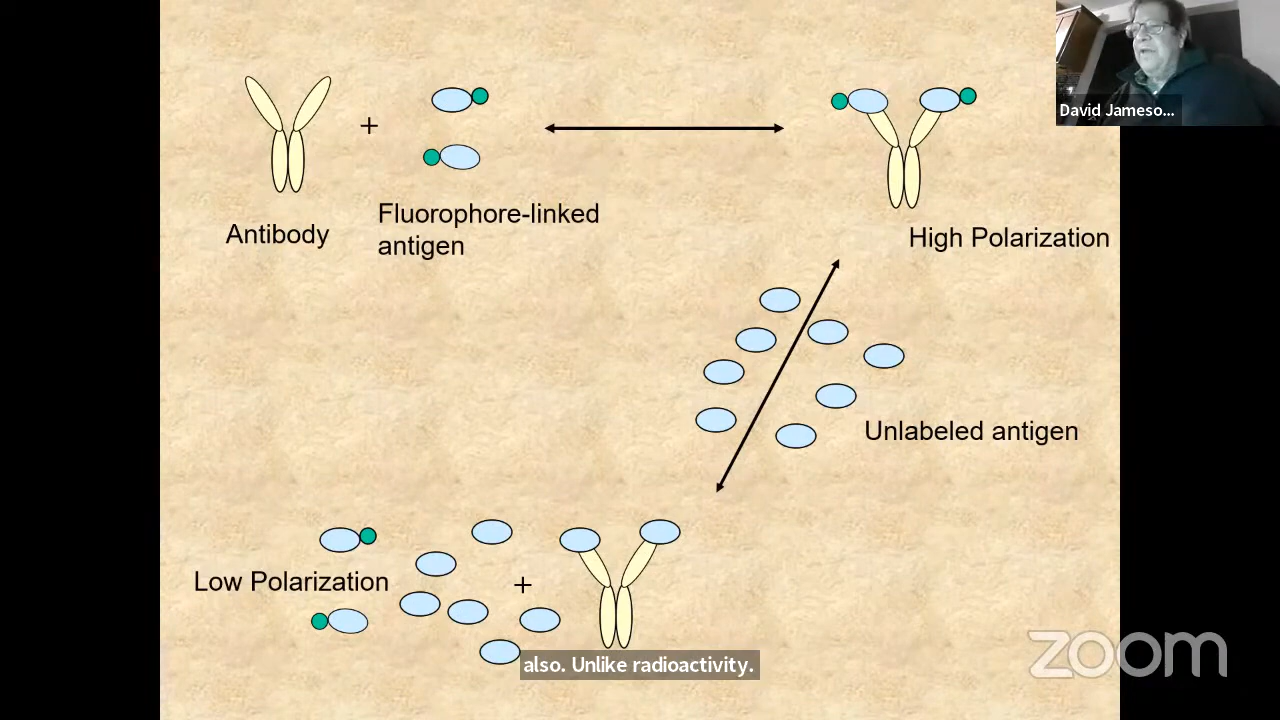 David Jameso...
+
Antibody
Fluorophore-linked
antigen
High Polarization
Unlabeled antigen
Low Polarization
+
also. Unlike radioactivity.
zoom